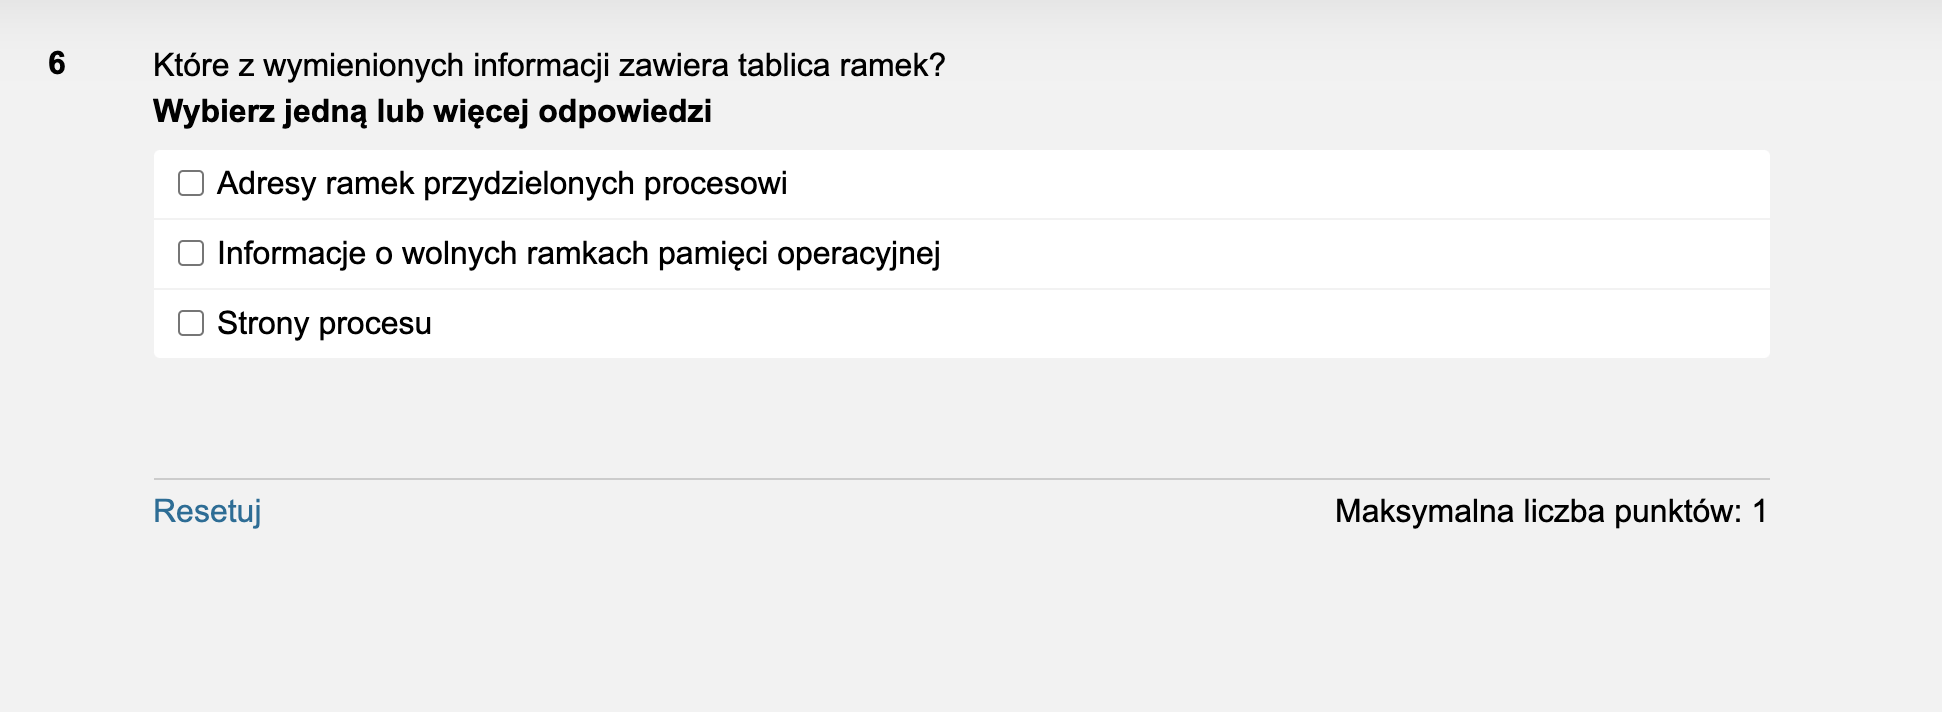 6
Które z wymienionych informacji zawiera tablica ramek?
Wybierz jedną lub więcej odpowiedzi
Adresy ramek przydzielonych procesowi
Informacje o wolnych ramkach pamięci operacyjnej
Strony procesu
Resetuj
Maksymalna liczba punktów: 1